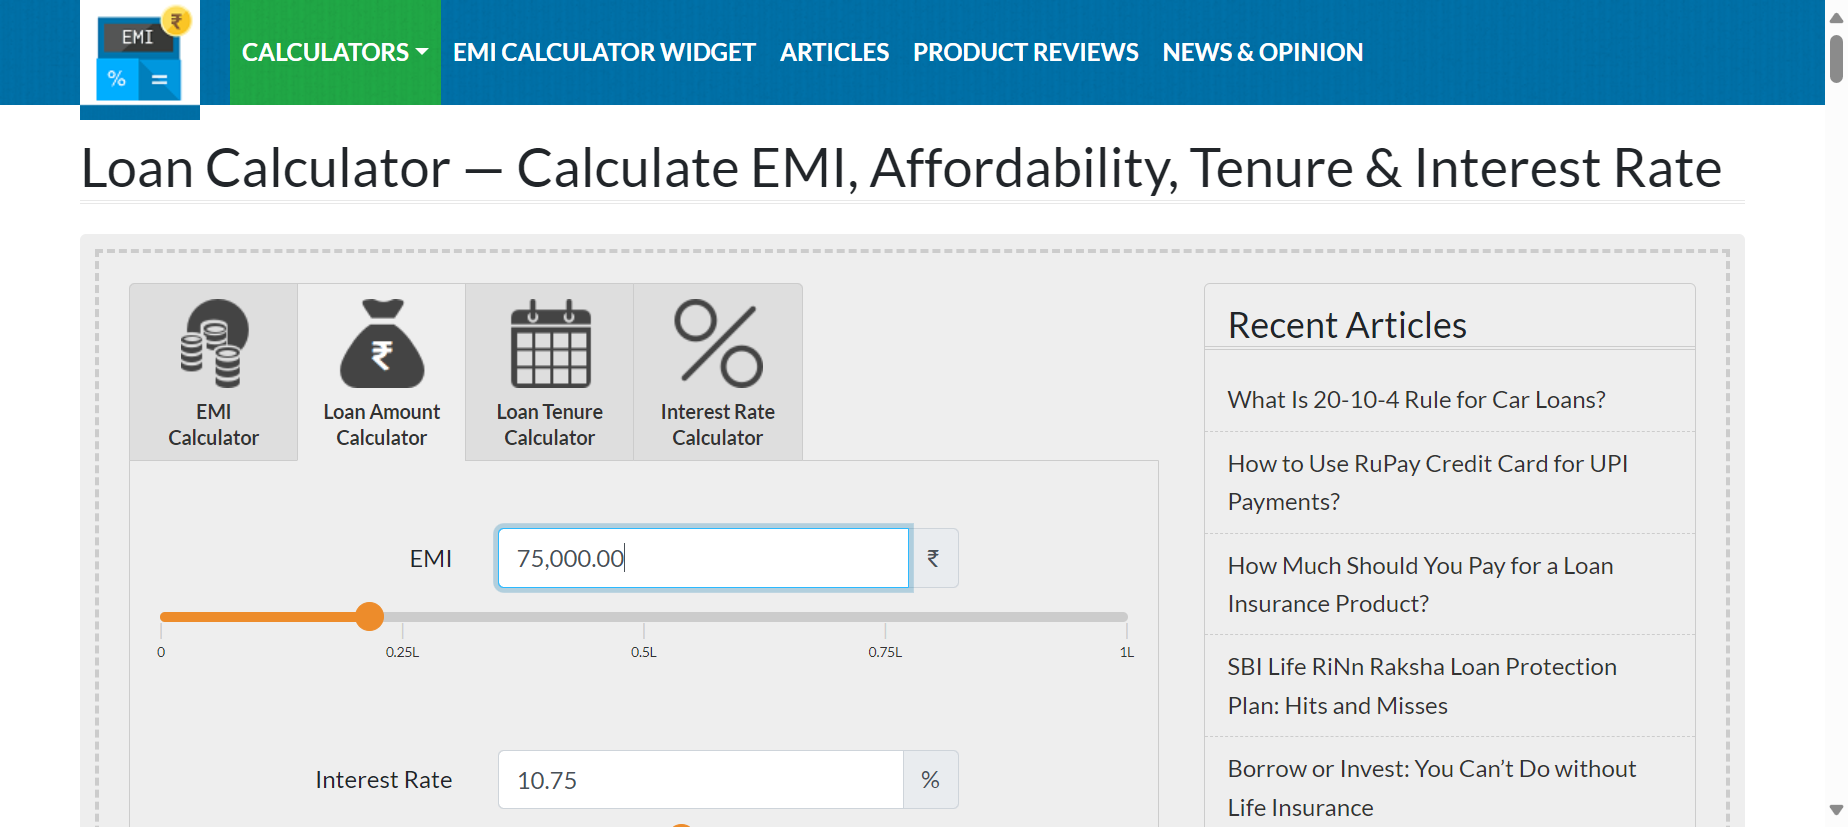 EMI
₹
%
=
CALCULATORS
EMI CALCULATOR WIDGET
ARTICLES
PRODUCT REVIEWS
NEWS & OPINION
Loan Calculator — Calculate EMI, Affordability, Tenure & Interest Rate
EMI
Calculator
₹
Loan Amount
Calculator
Loan Tenure
Calculator
Interest Rate
Calculator
EMI
75,000.00
₹
0
0.25L
0.5L
0.75L
1L
Interest Rate
10.75
%
Recent Articles
What Is 20-10-4 Rule for Car Loans?
How to Use RuPay Credit Card for UPI
Payments?
How Much Should You Pay for a Loan
Insurance Product?
SBI Life RiNn Raksha Loan Protection
Plan: Hits and Misses
Borrow or Invest: You Can’t Do without
Life Insurance